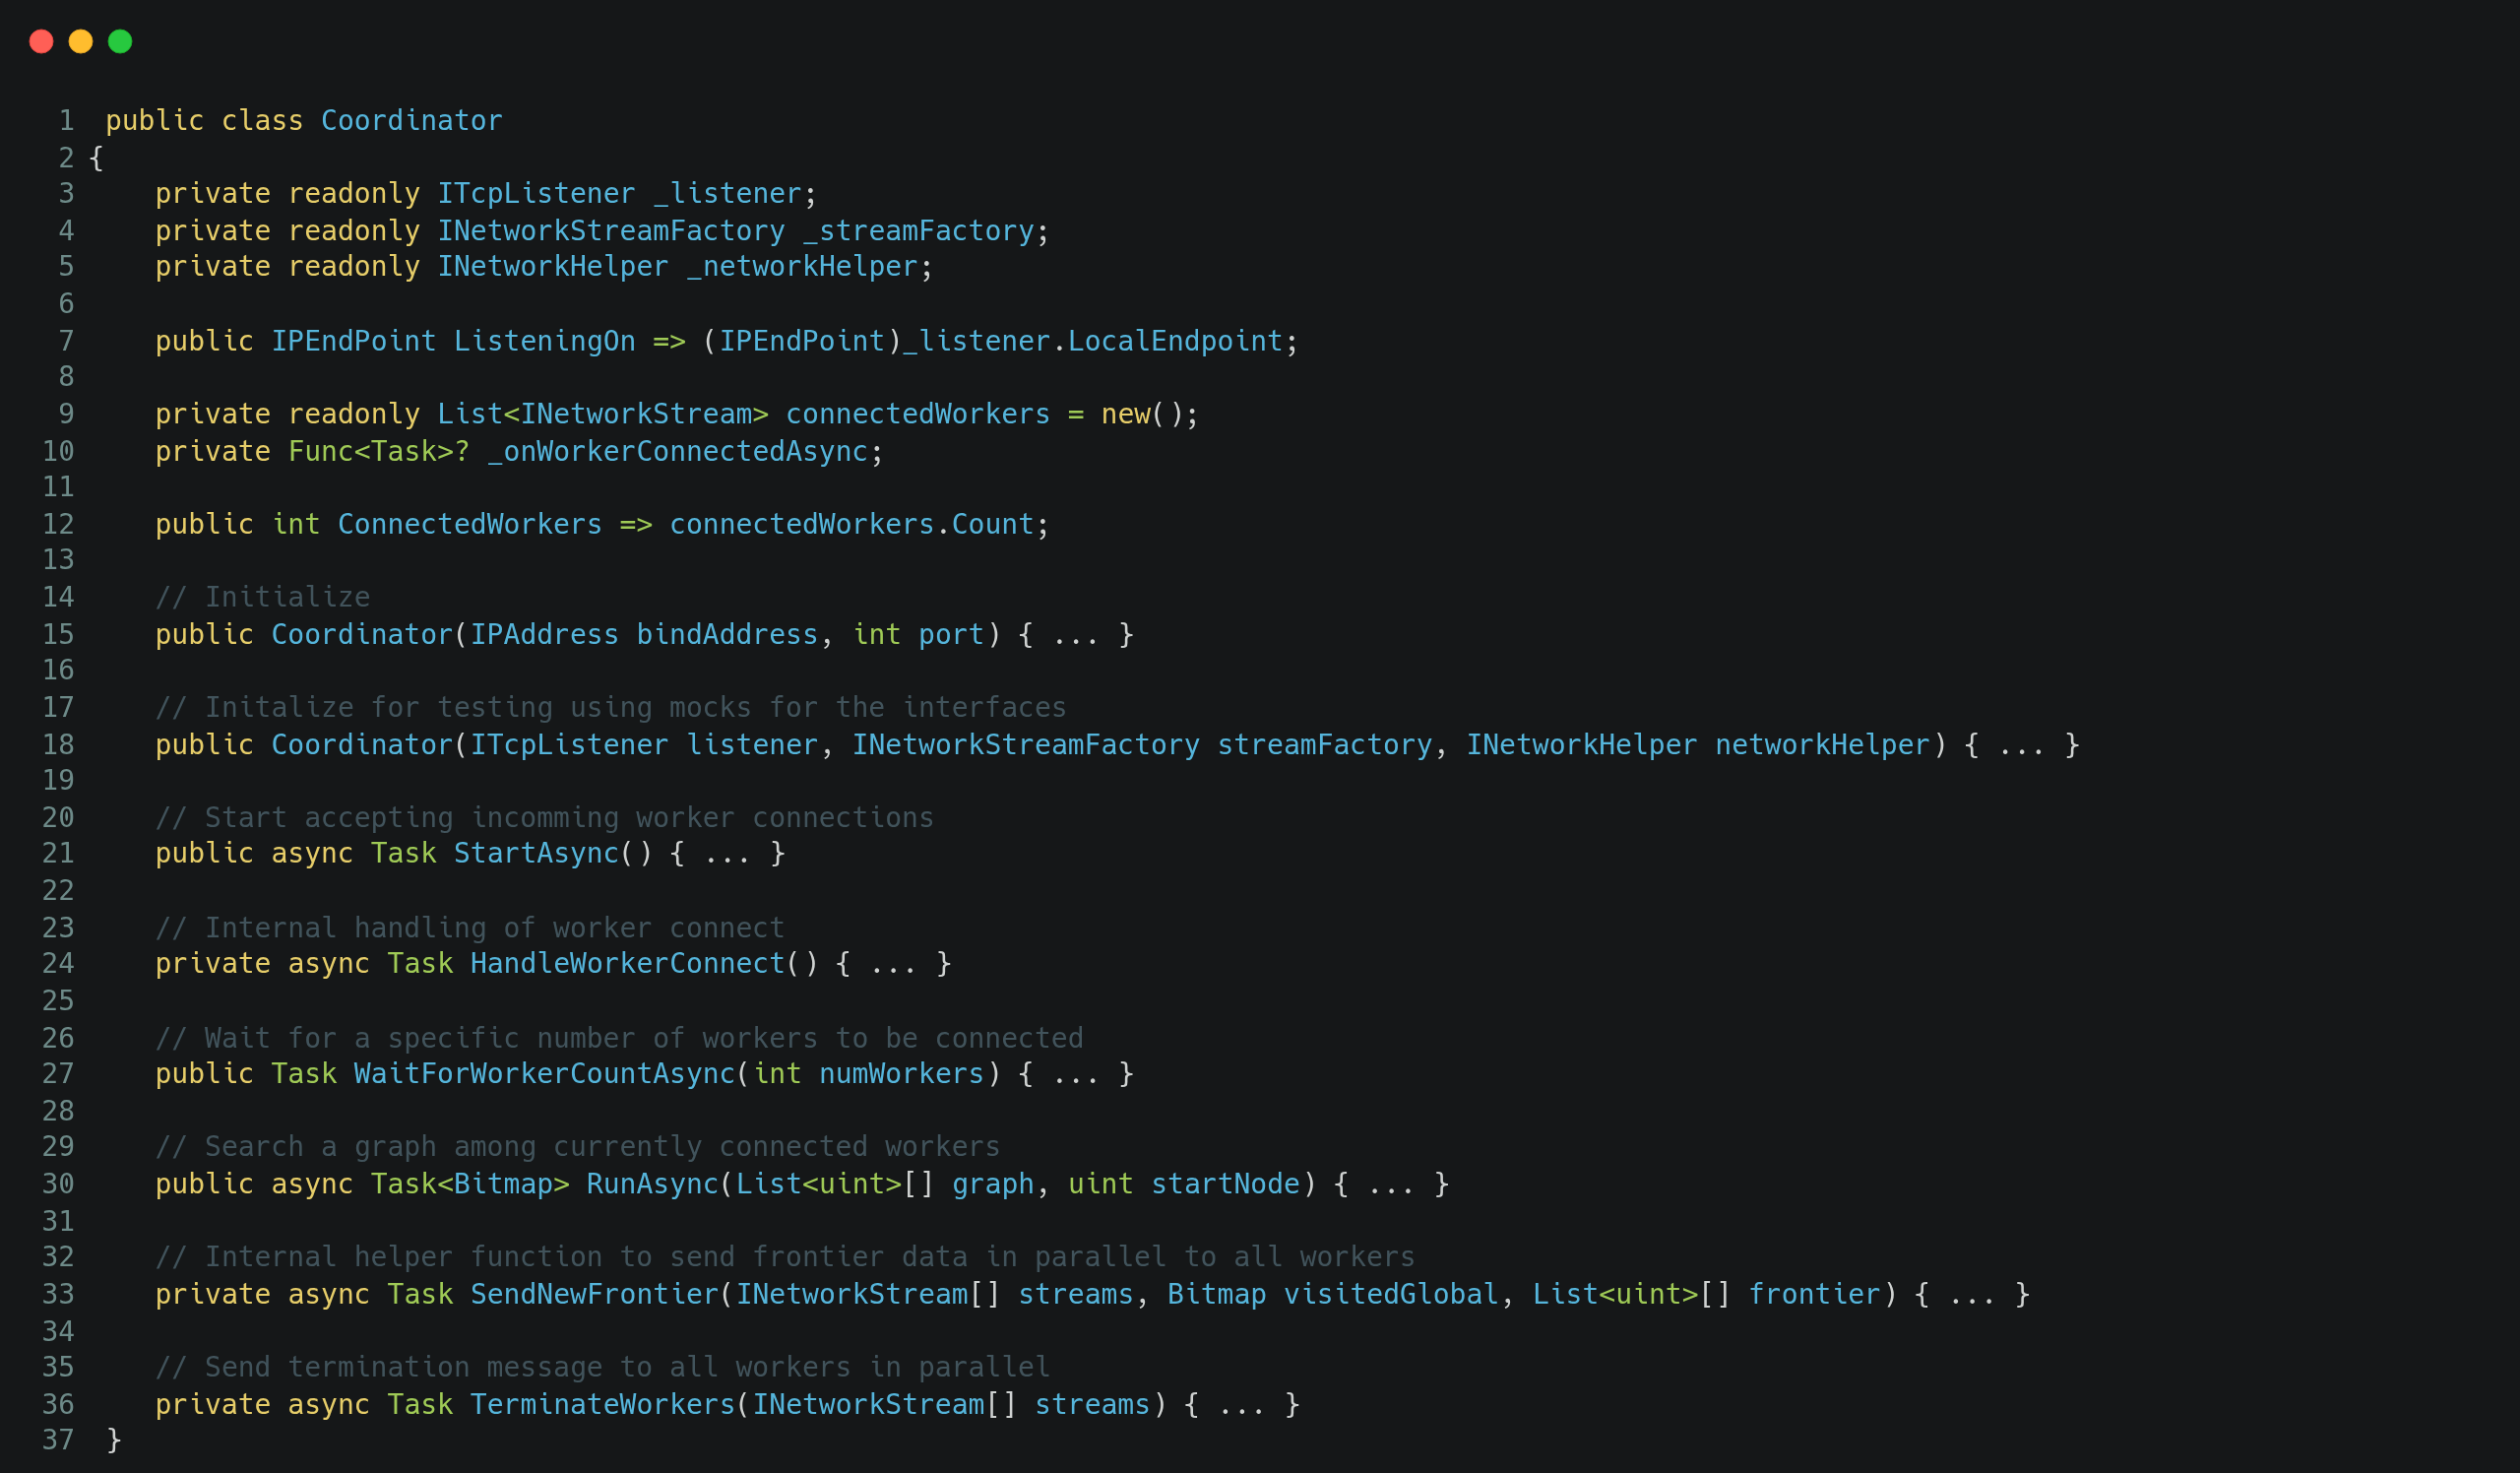 1 public class Coordinator
2 {
3 private readonly ITcpListener _listener;
4 private readonly INetworkStreamFactory _streamFactory;
5 private readonly INetworkHelper _networkHelper;
6
7 public IPEndPoint ListeningOn => (IPEndPoint)_listener.LocalEndpoint;
8
9 private readonly List<INetworkStream> connectedWorkers = new();
10 private Func<Task>? _onWorkerConnectedAsync;
11
12 public int ConnectedWorkers => connectedWorkers.Count;
13
14 // Initialize
15 public Coordinator(IPAddress bindAddress, int port) { ... }
16
17 // Initalize for testing using mocks for the interfaces
18 public Coordinator(ITcpListener listener, INetworkStreamFactory streamFactory, INetworkHelper networkHelper) { ... }
19
20 // Start accepting incomming worker connections
21 public async Task StartAsync() { ... }
22
23 // Internal handling of worker connect
24 private async Task HandleWorkerConnect() { ... }
25
26 // Wait for a specific number of workers to be connected
27 public Task WaitForWorkerCountAsync(int numWorkers) { ... }
28
29 // Search a graph among currently connected workers
30 public async Task<Bitmap> RunAsync(List<uint>[] graph, uint startNode) { ... }
31
32 // Internal helper function to send frontier data in parallel to all workers
33 private async Task SendNewFrontier(INetworkStream[] streams, Bitmap visitedGlobal, List<uint>[] frontier) { ... }
34
35 // Send termination message to all workers in parallel
36 private async Task TerminateWorkers(INetworkStream[] streams) { ... }
37 }